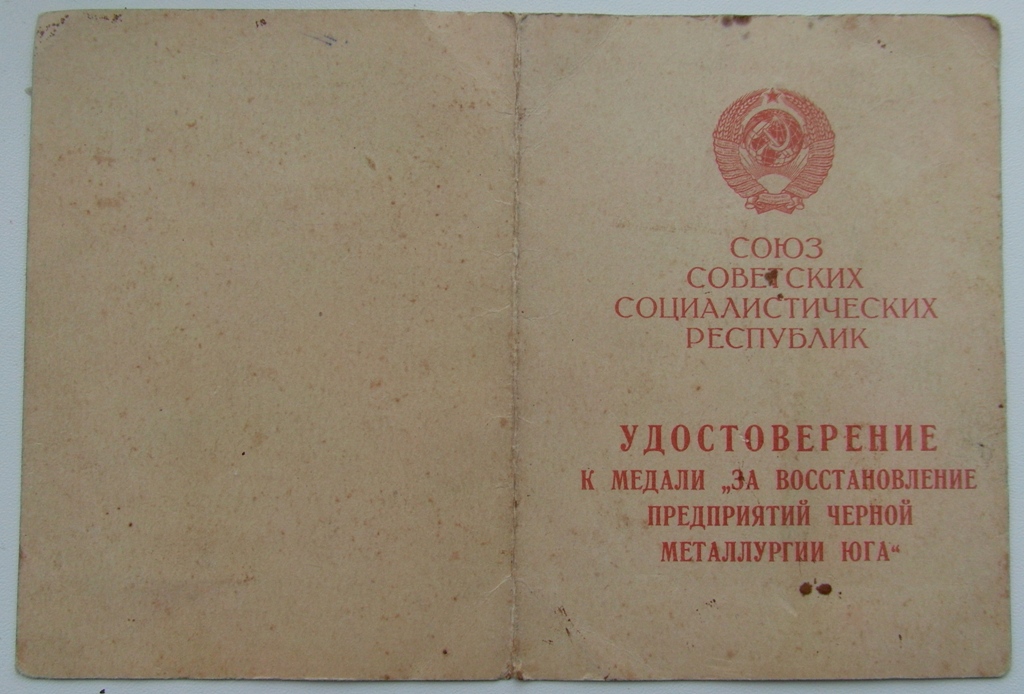 СОЮЗ
СОВЕТСКИХ
СОЦИАЛИСТИЧЕСКИХ
РЕСПУБЛИК
УДОСТОВЕРЕНИЕ
К МЕДАЛИ „ЗА ВОССТАНОВЛЕНИЕ
ПРЕДПРИЯТИЙ ЧЕРНОЙ
МЕТАЛЛУРГИИ ЮГА“